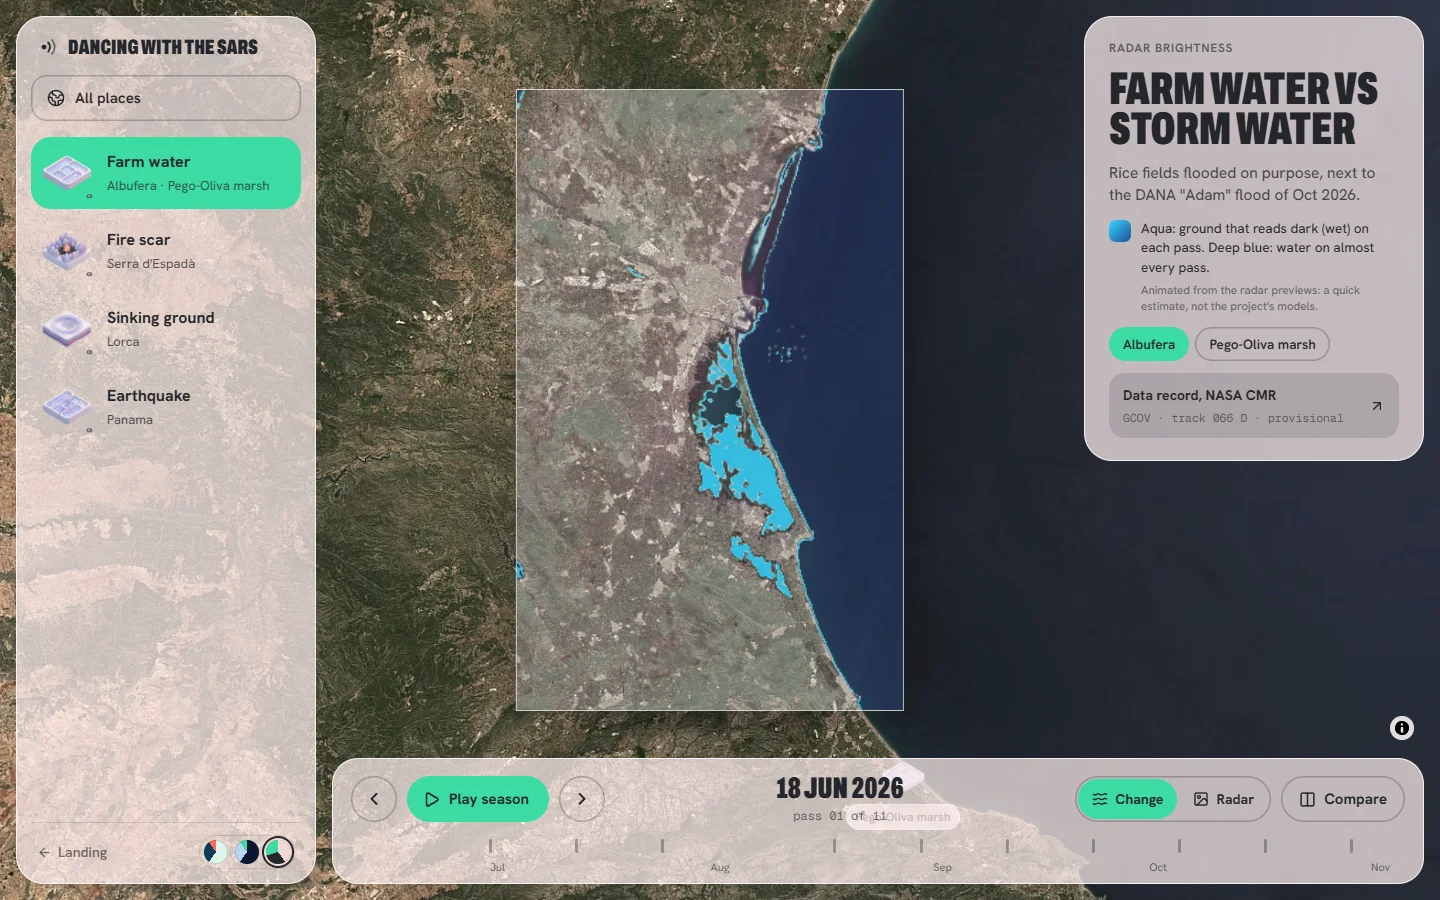 DANCING WITH THE SARS
All places
Farm water
Albufera · Pego-Oliva marsh
Fire scar
Serra d'Espadà
Sinking ground
Lorca
Earthquake
Panama
Landing
RADAR BRIGHTNESS
FARM WATER VS
STORM WATER
Rice fields flooded on purpose, next to
the DANA "Adam" flood of Oct 2026.
Aqua: ground that reads dark (wet) on
each pass. Deep blue: water on almost
every pass.
Animated from the radar previews: a quick
estimate, not the project's models.
Albufera
Pego-Oliva marsh
Data record, NASA CMR
GCOV · track 066 D · provisional
Play season
18 JUN 2026
pass 01 of 11
Oliva marsh
Change
Radar
Compare
Jul
Aug
Sep
Oct
Nov